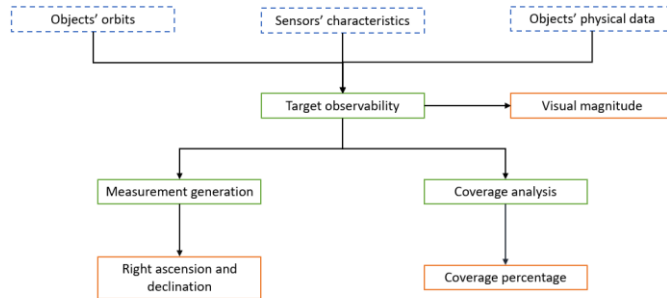 Objects' orbits
Sensors' characteristics
Objects' physical data
Target observability
Visual magnitude
Measurement generation
Coverage analysis
Right ascension and
declination
Coverage percentage